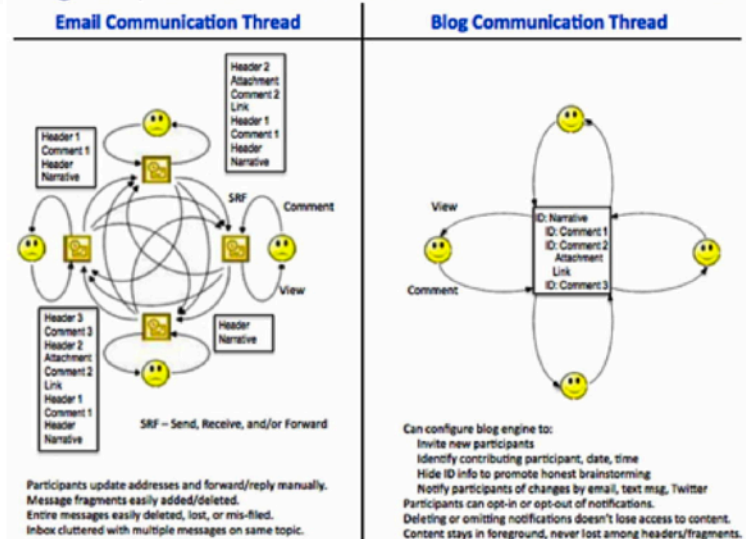 Email Communication Thread
Header 2
Attachment
Comment 2
Link
Header 1
Comment 1
Header
Narrative
Header 1
Comment 1
Header
Narrative
SRF
Comment
View
Header
Narrative
Header 3
Comment 3
Header 2
Attachment
Comment 2
Link
Header 1
Comment 1
Header
Narrative
SRF – Send, Receive, and/or Forward
Participants update addresses and forward/reply manually.
Message fragments easily added/deleted.
Entire messages easily deleted, lost, or mis-filed.
Inbox cluttered with multiple messages on same topic.
Blog Communication Thread
View
Comment
ID: Narrative
ID: Comment 1
ID: Comment 2
Attachment
Link
ID: Comment 3
Can configure blog engine to:
Invite new participants
Identify contributing participant, date, time
Hide ID info to promote honest brainstorming
Notify participants of changes by email, text msg, Twitter
Participants can opt-in or opt-out of notifications.
Deleting or omitting notifications doesn't lose access to content.
Content stays in foreground, never lost among headers/fragments.